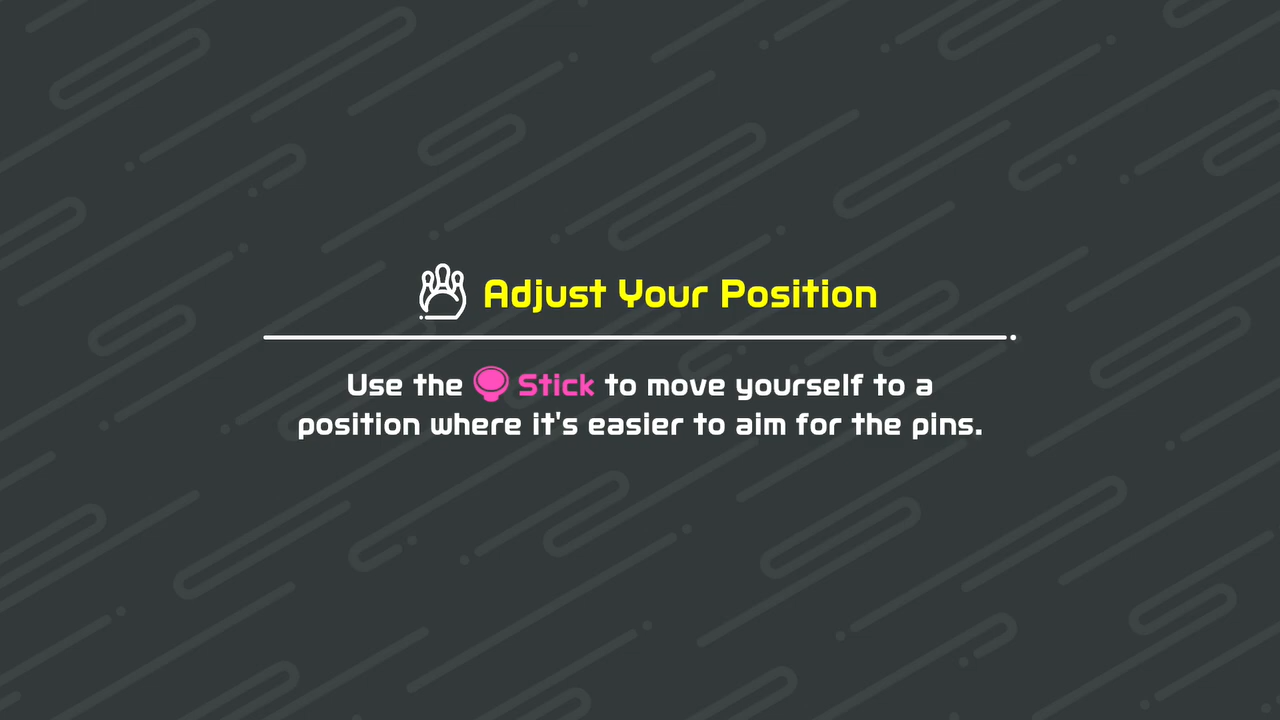 Adjust Your Position
Use the Stick to move yourself to a
position where it's easier to aim for the pins.